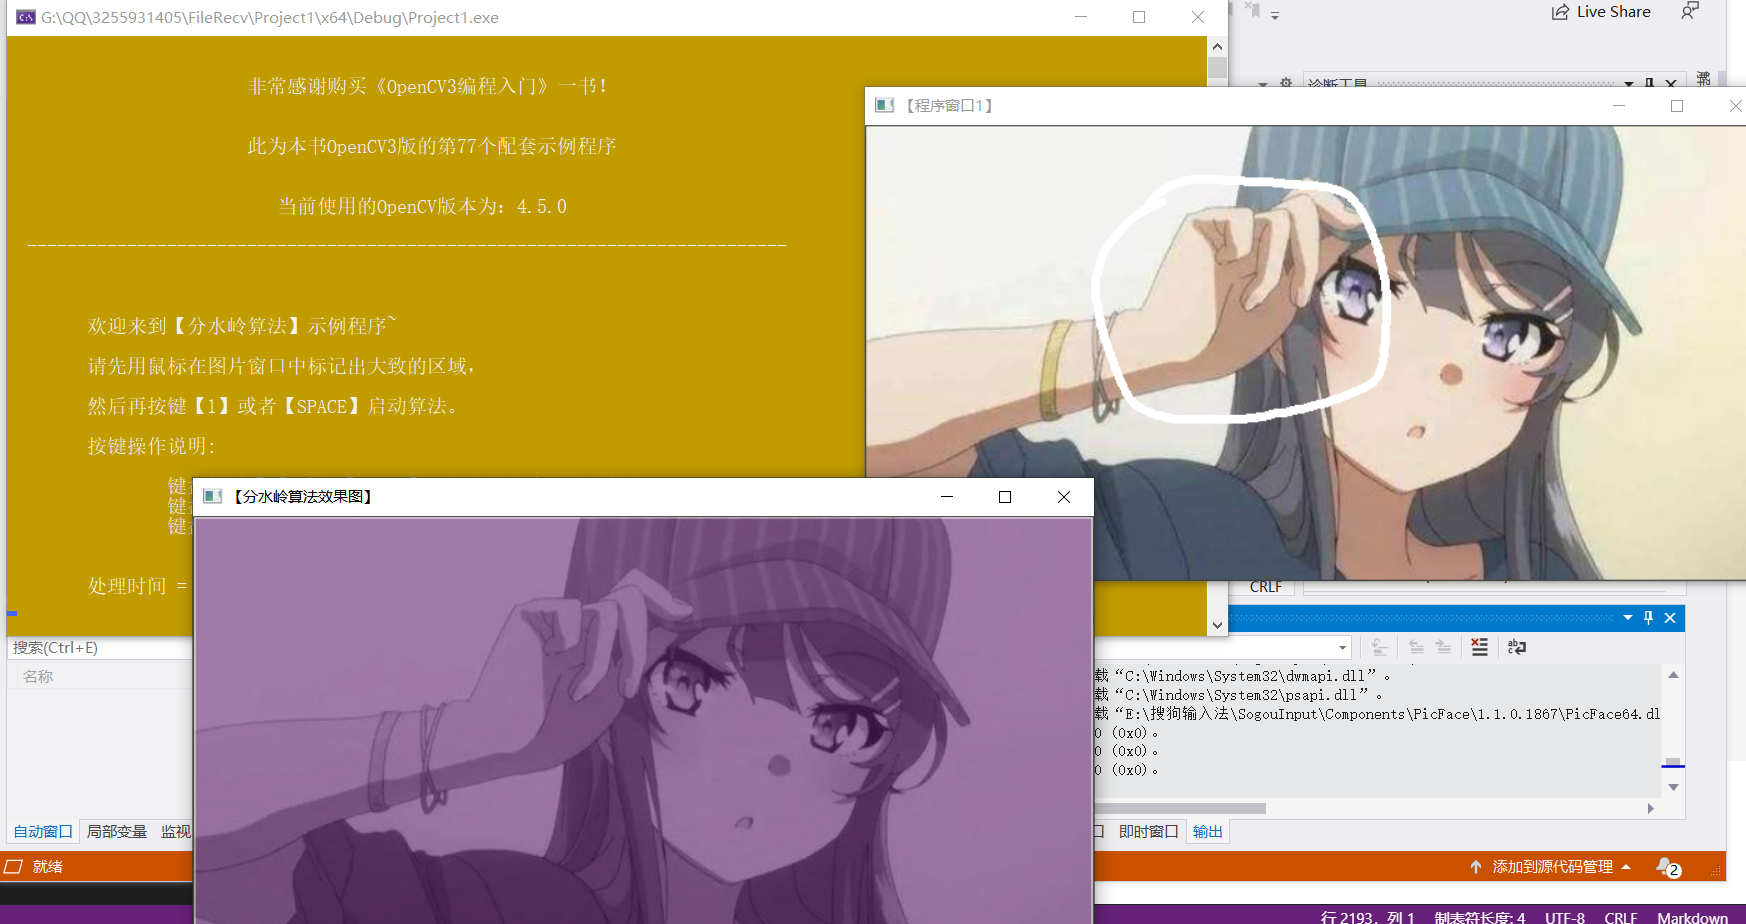 G:\QQ\3255931405\FileRecv\Project1\x64\Debug\Project1.exe
Live Share
非常感谢购买《OpenCV3编程入门》一书!
此为本书OpenCV3版的第77个配套示例程序
当前使用的OpenCV版本为: 4.5.0
诊断工具
【程序窗口1】
欢迎来到【分水岭算法】示例程序~
请先用鼠标在图片窗口中标记出大致的区域,
然后再按键【1】或者【SPACE】启动算法。
按键操作说明:
键
键
键
处理时间 =
【分水岭算法效果图】
CRLF
搜索(Ctrl+E)
名称
载“C:\Windows\System32\dwmapi.dll”。
载“C:\Windows\System32\psapi.dll”。
载“E:\搜狗输入法\SogouInput\Components\PicFace\1.1.0.1867\PicFace64.dl
0 (0x0)。
0 (0x0)。
0 (0x0)。
自动窗口 局部变量 监视
口 即时窗口 输出
就绪
添加到源代码管理 2
行 2193，列 1 制表符长度: 4 UTF-8 CRLF Markdown